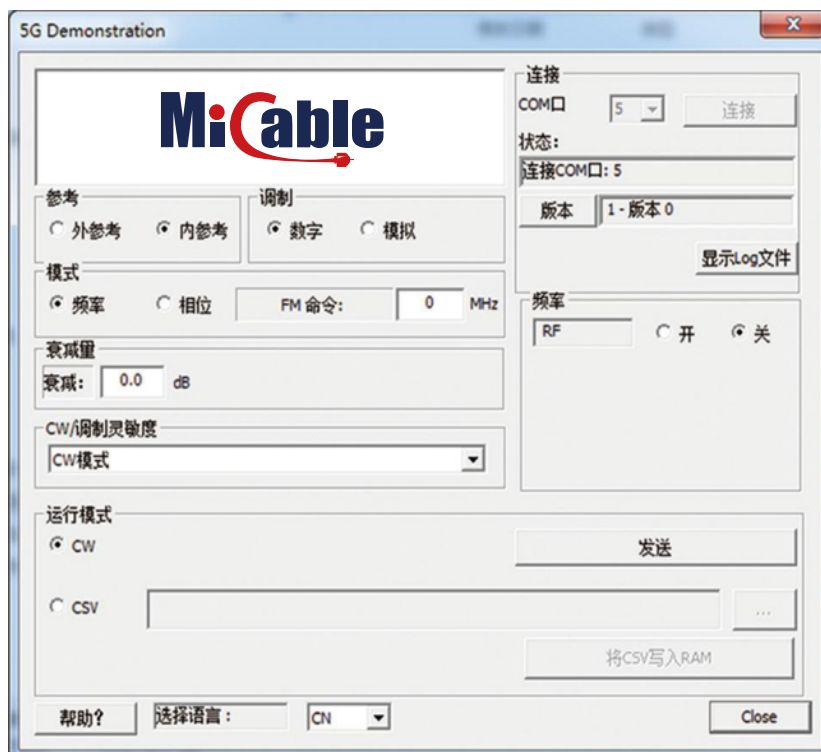 5G Demonstration
MiCable
连接
COM口
5
连接
状态:
连接COM口: 5
版本
1 - 版本 0
显示Log文件
参考
外参考
内参考
调制
数字
模拟
模式
频率
相位
FM 命令:
0
MHz
频率
RF
开
关
衰减量
衰减:
0.0
dB
CW/调制灵敏度
CW模式
运行模式
CW
发送
CSV
...
将CSV写入RAM
帮助?
选择语言:
CN
Close